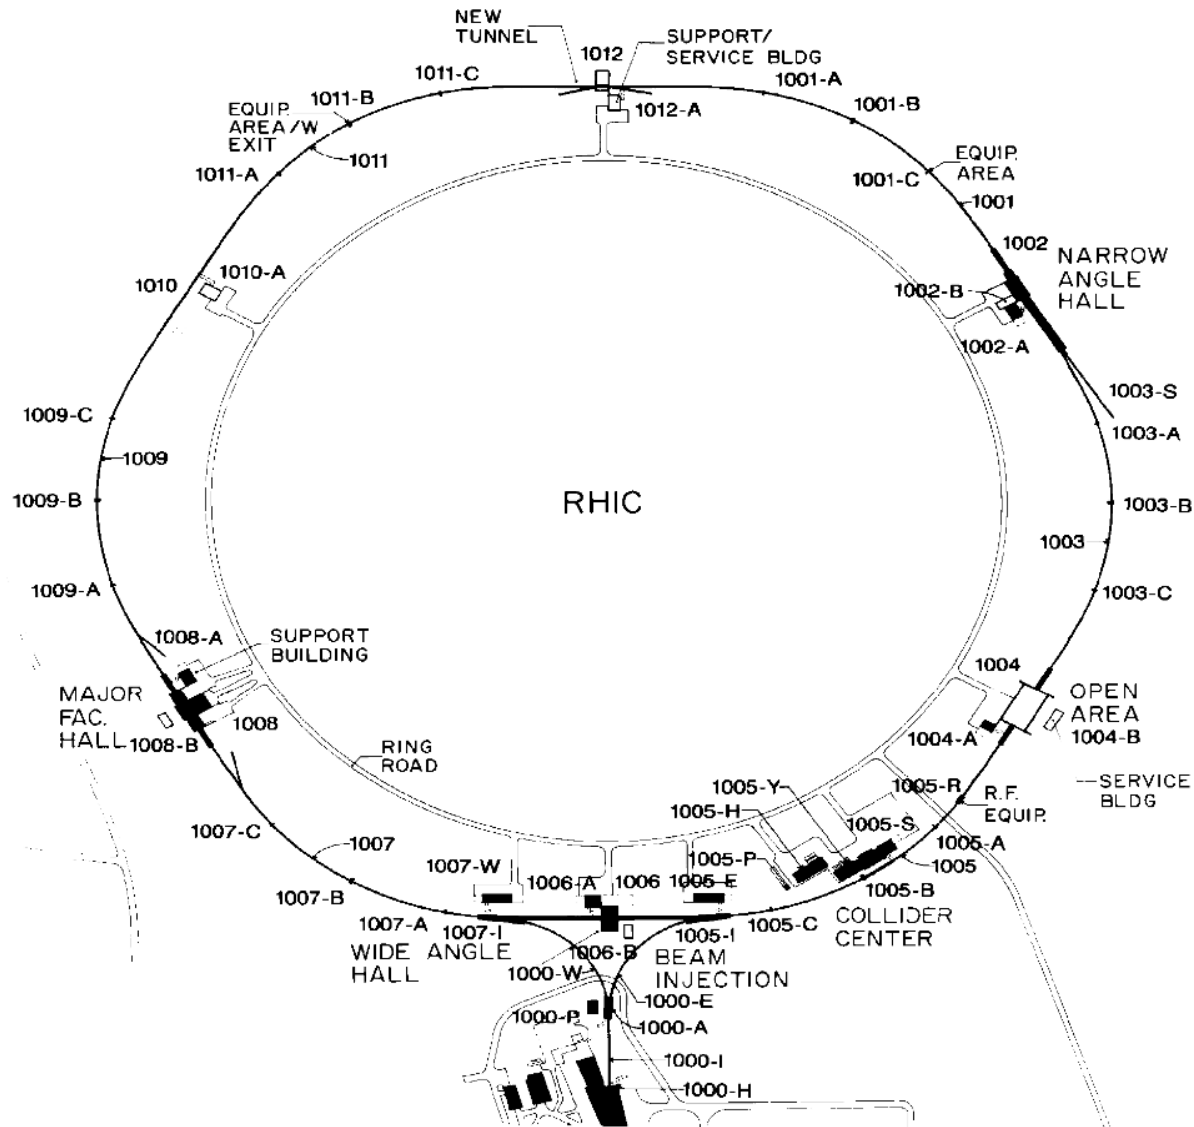 NEW
TUNNEL
1012
SUPPORT/
SERVICE BLDG
1011-C
1001-A
1011-B
1001-B
EQUIP.
AREA/W
EXIT
1012-A
1011
EQUIP.
AREA
1011-A
1001-C
1001
1002
NARROW
ANGLE
HALL
1010-A
1010
1002-B
1002-A
1003-S
1009-C
1003-A
1009
1009-B
RHIC
1003-B
1003
1009-A
1003-C
1008-A
SUPPORT
BUILDING
1004
MAJOR
FAC.
HALL
OPEN
AREA
1008
1008-B
1004-A
1004-B
RING
ROAD
1005-Y
1005-R
R.F.
EQUIP.
SERVICE
BLDG
1005-H
1005-S
1007-C
1007
1005-A
1005-P
1005
1007-W
1006-A
1006
1005-E
1007-B
1005-B
1007-A
1007-I
1005-I
1005-C
COLLIDER
CENTER
WIDE ANGLE
HALL
1006-B
BEAM
INJECTION
1000-W
1000-E
1000-P
1000-A
1000-I
1000-H